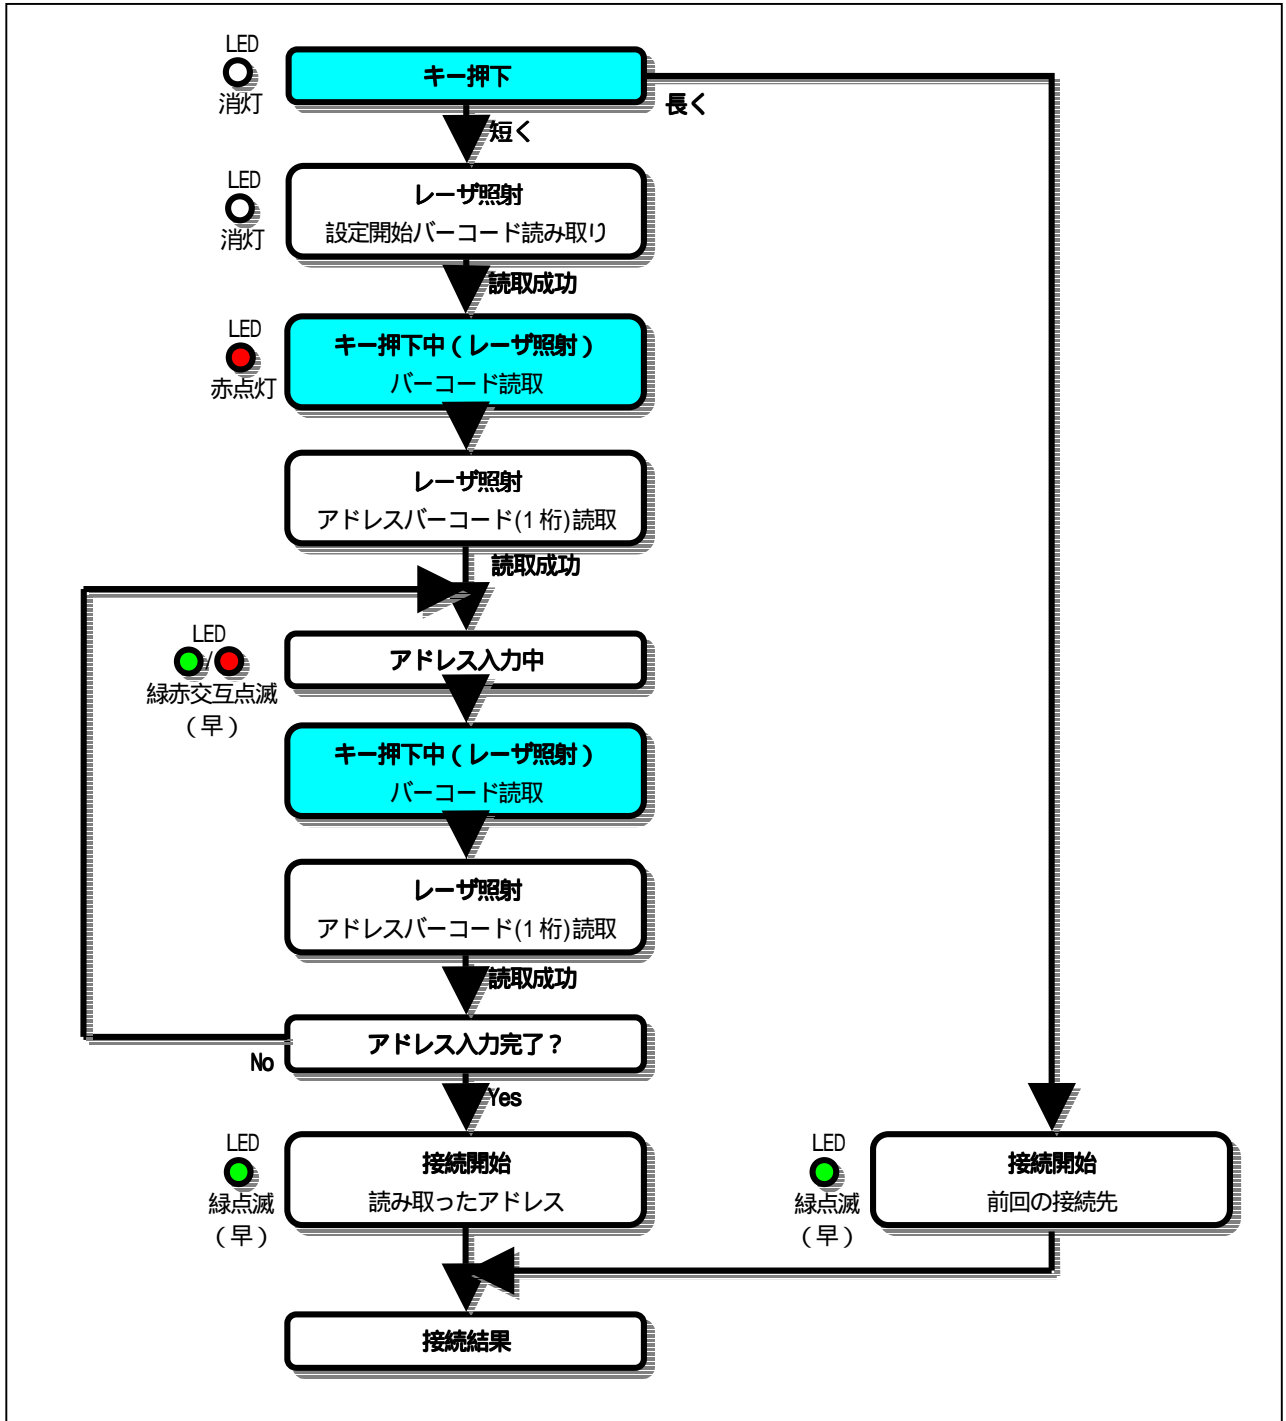 LED
消灯
キー押下
長く
短く
LED
消灯
レーザ照射
設定開始バーコード読み取り
読取成功
LED
赤点灯
キー押下中(レーザ照射)
バーコード読取
レーザ照射
アドレスバーコード(1桁)読取
読取成功
LED
/
緑赤交互点滅
(早)
アドレス入力中
キー押下中(レーザ照射)
バーコード読取
レーザ照射
アドレスバーコード(1桁)読取
読取成功
アドレス入力完了?
No
Yes
LED
緑点滅
(早)
接続開始
読み取ったアドレス
LED
緑点滅
(早)
接続開始
前回の接続先
接続結果